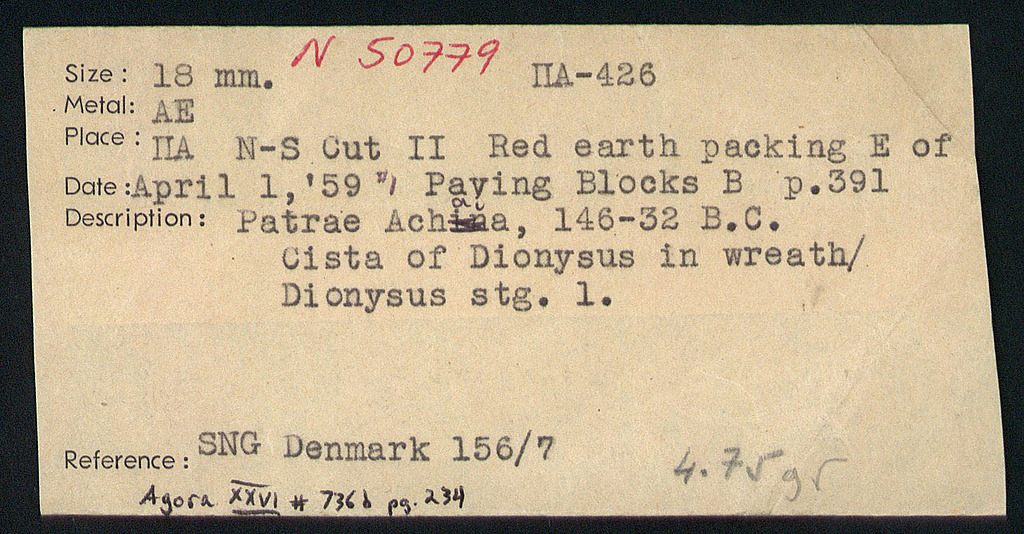 N 50779
Size: 18 mm. ΠA-426
Metal: AE
Place: ΠA N-S Cut II Red earth packing E of
Date: April 1, '59 "/ Paving Blocks B p.391
Description: Patrae Achaia, 146-32 B.C.
Cista of Dionysus in wreath/
Dionysus stg. l.
Reference: SNG Denmark 156/7
4.75 gr
Agora XXVI # 736b pg. 234